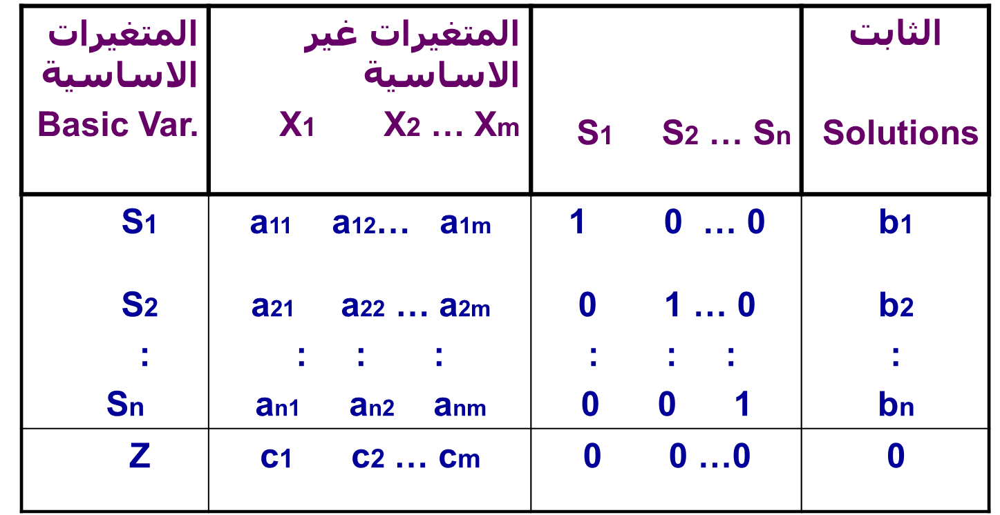 المتغيرات الاساسية Basic Var. | المتغيرات غير الاساسية X1 X2 … Xm | S1 S2 … Sn | الثابت Solutions
S1 | a11 a12… a1m | 1 0 … 0 | b1
S2 | a21 a22 … a2m | 0 1 … 0 | b2
: | : : : | : : : | :
Sn | an1 an2 anm | 0 0 1 | bn
Z | c1 c2 … cm | 0 0 …0 | 0